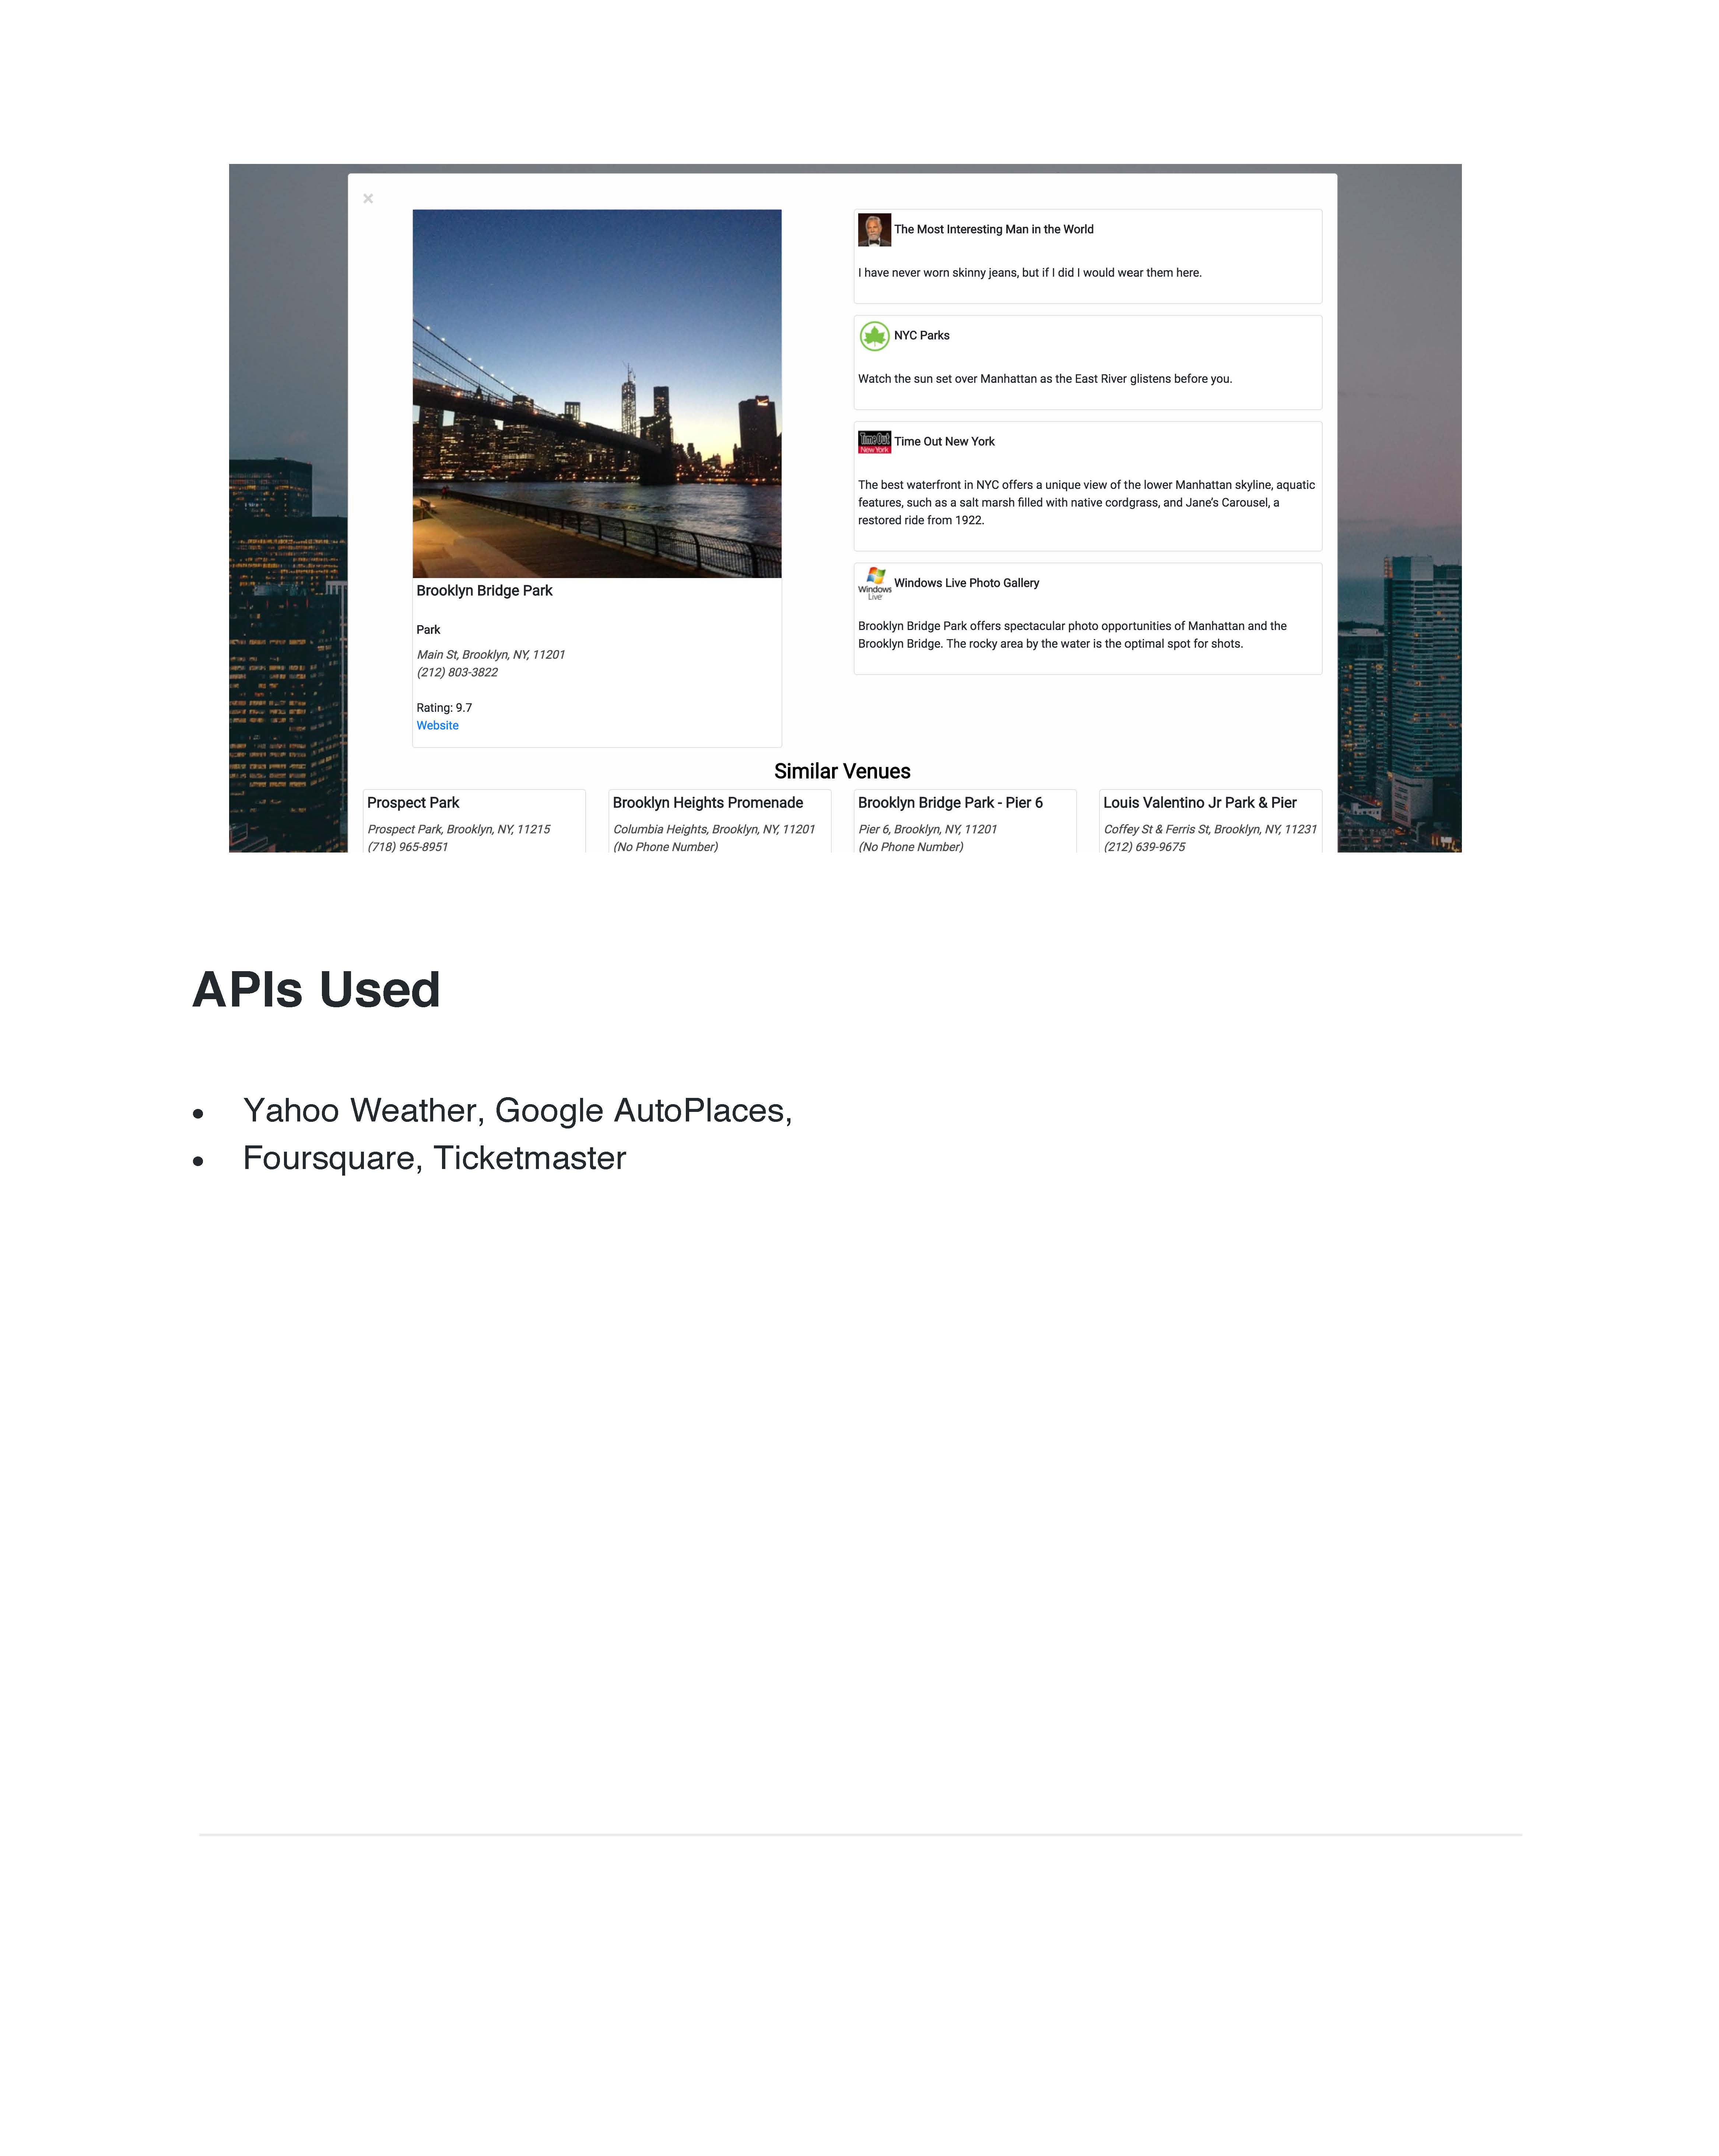 ×
Brooklyn Bridge Park
Park
Main St, Brooklyn, NY, 11201
(212) 803-3822
Rating: 9.7
Website
The Most Interesting Man in the World
I have never worn skinny jeans, but if I did I would wear them here.
NYC Parks
Watch the sun set over Manhattan as the East River glistens before you.
TimeOut
New York
Time Out New York
The best waterfront in NYC offers a unique view of the lower Manhattan skyline, aquatic
features, such as a salt marsh filled with native cordgrass, and Jane's Carousel, a
restored ride from 1922.
Windows
Live
Windows Live Photo Gallery
Brooklyn Bridge Park offers spectacular photo opportunities of Manhattan and the
Brooklyn Bridge. The rocky area by the water is the optimal spot for shots.
Similar Venues
Prospect Park
Prospect Park, Brooklyn, NY, 11215
(718) 965-8951
Brooklyn Heights Promenade
Columbia Heights, Brooklyn, NY, 11201
(No Phone Number)
Brooklyn Bridge Park - Pier 6
Pier 6, Brooklyn, NY, 11201
(No Phone Number)
Louis Valentino Jr Park & Pier
Coffey St & Ferris St, Brooklyn, NY, 11231
(212) 639-9675
APIs Used
• Yahoo Weather, Google AutoPlaces,
• Foursquare, Ticketmaster